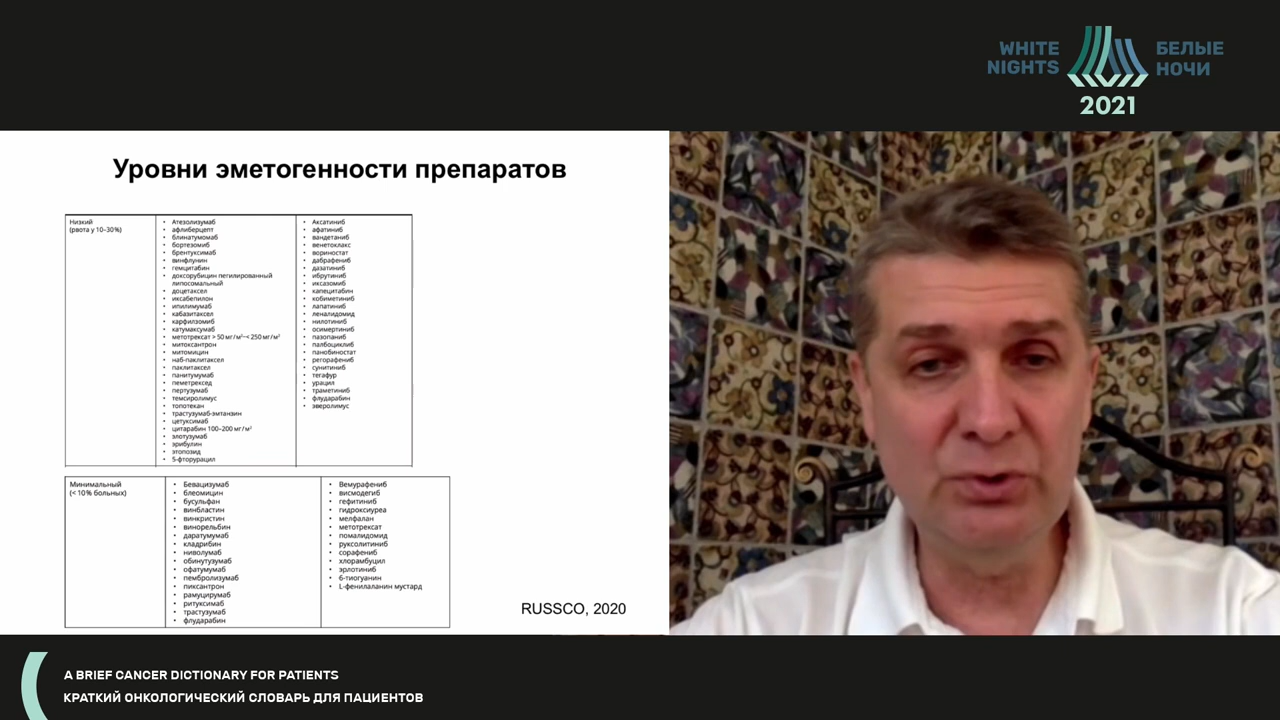 WHITE
NIGHTS
БЕЛЫЕ
НОЧИ
2021
Уровни эметогенности препаратов
Низкий
(рвота у 10–30%)
• Атезолизумаб
• афлиберцепт
• блинатумомаб
• бортезомиб
• брентуксимаб
• винфлунин
• гемцитабин
• доксорубицин пегилированный
липосомальный
• доцетаксел
• иксабепилон
• ипилимумаб
• кабазитаксел
• карфилзомиб
• катумаксумаб
• метотрексат > 50 мг/м²–< 250 мг/м²
• митоксантрон
• митомицин
• наб-паклитаксел
• паклитаксел
• панитумумаб
• пеметрексед
• пертузумаб
• темсиролимус
• топотекан
• трастузумаб-эмтанзин
• цетуксимаб
• цитарабин 100–200 мг/м²
• элотузумаб
• эрибулин
• этопозид
• 5-фторурацил
• Аксатиниб
• афатиниб
• вандетаниб
• венетоклакс
• вориностат
• дабрафениб
• дазатиниб
• ибрутиниб
• иксазомиб
• капецитабин
• кобиметиниб
• лапатиниб
• леналидомид
• нилотиниб
• осимертиниб
• пазопаниб
• палбоциклиб
• панобиностат
• регорафениб
• сунитиниб
• тегафур
• урацил
• траметиниб
• флударабин
• эверолимус
Минимальный
(< 10% больных)
• Бевацизумаб
• блеомицин
• бусульфан
• винбластин
• винкристин
• винорельбин
• даратумумаб
• кладрибин
• ниволумаб
• обинутузумаб
• офатумумаб
• пембролизумаб
• пиксантрон
• рамуцирумаб
• ритуксимаб
• трастузумаб
• флударабин
• Вемурафениб
• висмодегиб
• гефитиниб
• гидроксиуреа
• мелфалан
• метотрексат
• помалидомид
• руксолитиниб
• сорафениб
• хлорамбуцил
• эрлотиниб
• 6-тиогуанин
• L-фенилаланин мустард
RUSSCO, 2020
A BRIEF CANCER DICTIONARY FOR PATIENTS
КРАТКИЙ ОНКОЛОГИЧЕСКИЙ СЛОВАРЬ ДЛЯ ПАЦИЕНТОВ